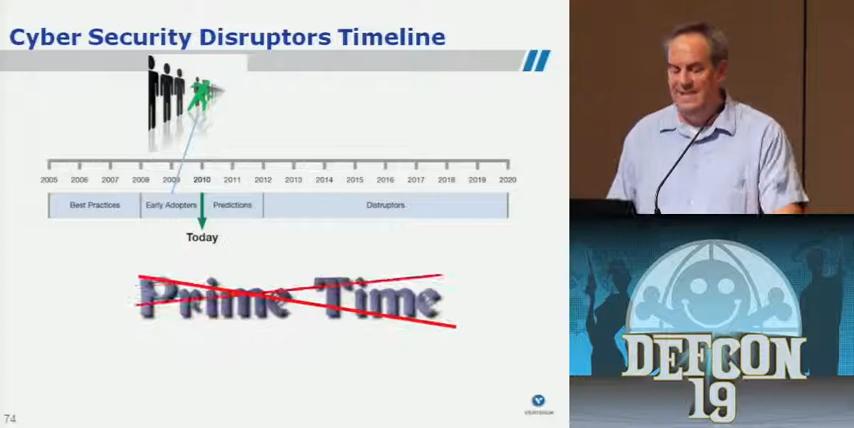 Cyber Security Disruptors Timeline
2005 2006 2007 2008 2009 2010 2011 2012 2013 2014 2015 2016 2017 2018 2019 2020
Best Practices Early Adopters Predictions Disruptors
Today
Prime Time
74
VERISIGN
DEFCON
19